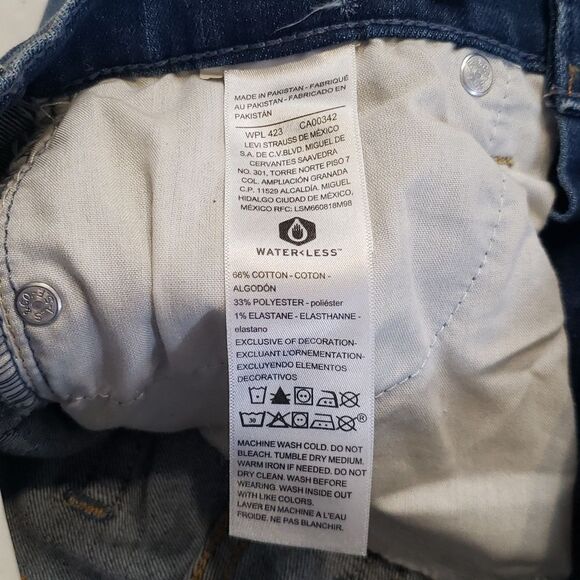 MADE IN PAKISTAN - FABRIQUÉ
AU PAKISTAN - FABRICADO EN
PAKISTÁN
WPL 423 CA00342
LEVI STRAUSS DE MÉXICO
S.A. DE C.V.BLVD. MIGUEL DE
CERVANTES SAAVEDRA
NO. 301, TORRE NORTE PISO 7
COL. AMPLIACIÓN GRANADA
C.P. 11529 ALCALDÍA. MIGUEL
HIDALGO CIUDAD DE MÉXICO,
MÉXICO RFC: LSM660818M98
WATER<LESS™
66% COTTON - COTON -
ALGODÓN
33% POLYESTER - poliéster
1% ELASTANE - ELASTHANNE -
elastano
EXCLUSIVE OF DECORATION-
EXCLUANT L'ORNEMENTATION-
EXCLUYENDO ELEMENTOS
DECORATIVOS
30 ®
MACHINE WASH COLD. DO NOT
BLEACH. TUMBLE DRY MEDIUM.
WARM IRON IF NEEDED. DO NOT
DRY CLEAN. WASH BEFORE
WEARING. WASH INSIDE OUT
WITH LIKE COLORS.
LAVER EN MACHINE A L'EAU
FROIDE. NE PAS BLANCHIR.